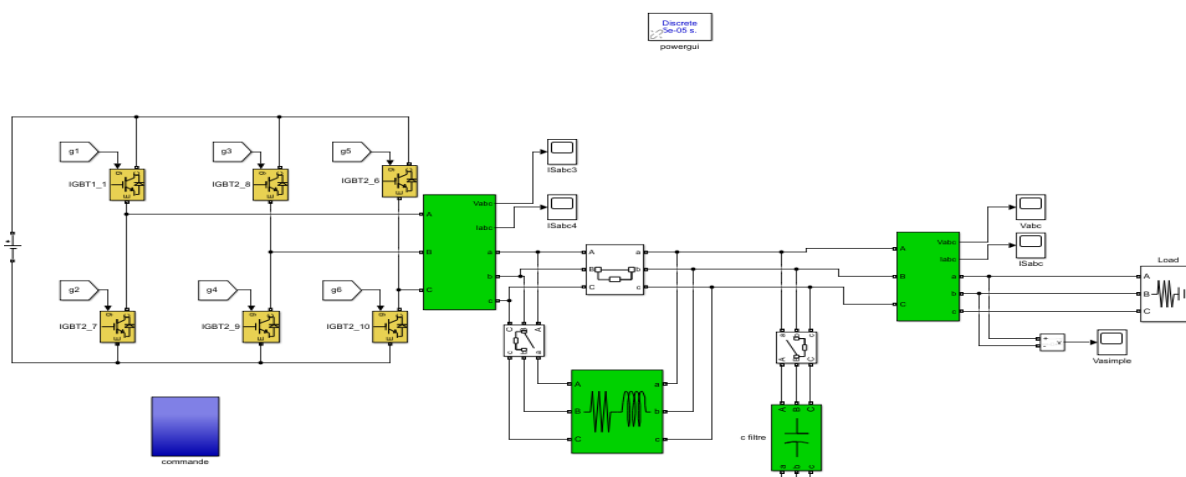 Discrete
5e-05 s.
powergui
g1
g3
g5
IGBT1_1
IGBT2_8
IGBT2_6
g2
g4
g6
IGBT2_7
IGBT2_9
IGBT2_10
commande
Vabc
Iabc
A
B
C
a
b
c
ISabc3
ISabc4
A
B
C
a
b
c
C
A
c
a
A
B
C
a
b
c
c filtre
A
B
C
a
b
c
A
B
C
Vabc
Iabc
a
b
c
Vabc
ISabc
Load
A
B
C
+
-
v
Vasimple